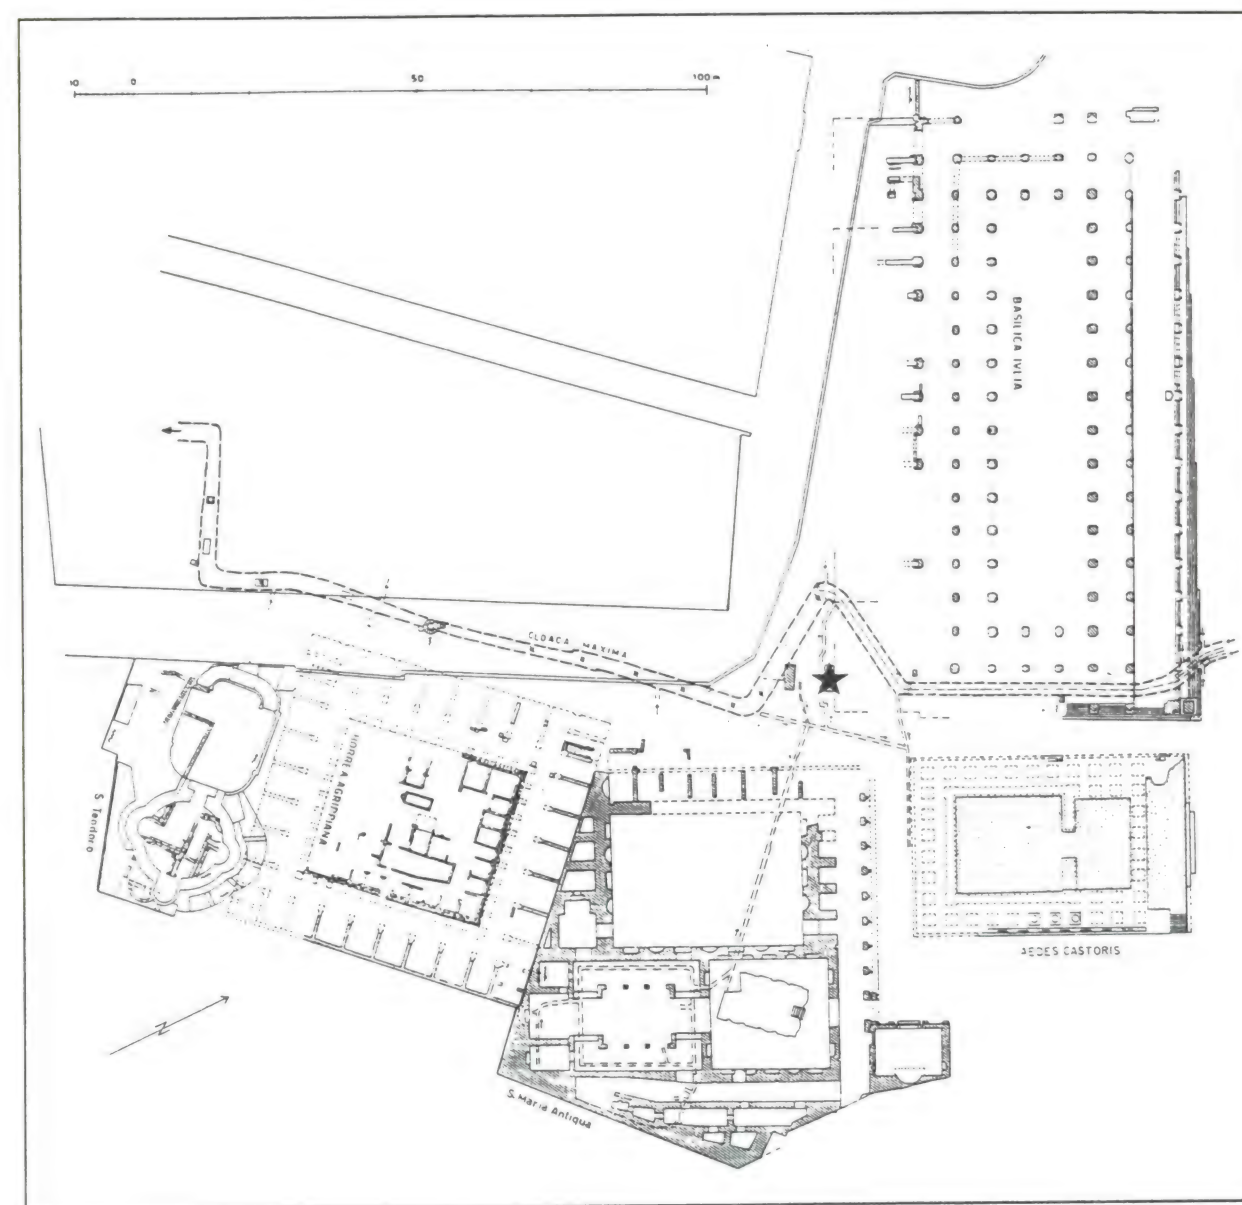 10 0 50 100 m
BASILICA IVLIA
CLOACA MAXIMA
HORREA AGRIPPIANA
S. Teodoro
AEDES CASTORIS
N
S. Maria Antiqua